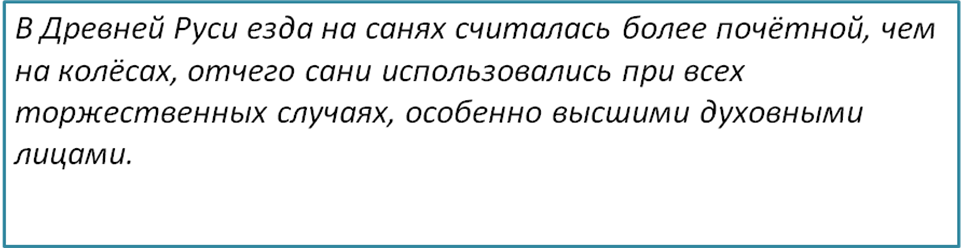 В Древней Руси езда на санях считалась более почётной, чем
на колёсах, отчего сани использовались при всех
торжественных случаях, особенно высшими духовными
лицами.